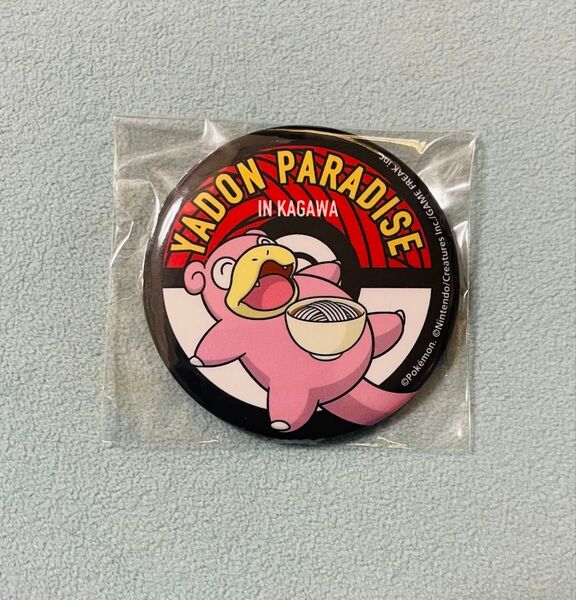 YADON PARADISE
IN KAGAWA
©Pokémon. ©Nintendo/Creatures Inc./GAME FREAK inc.